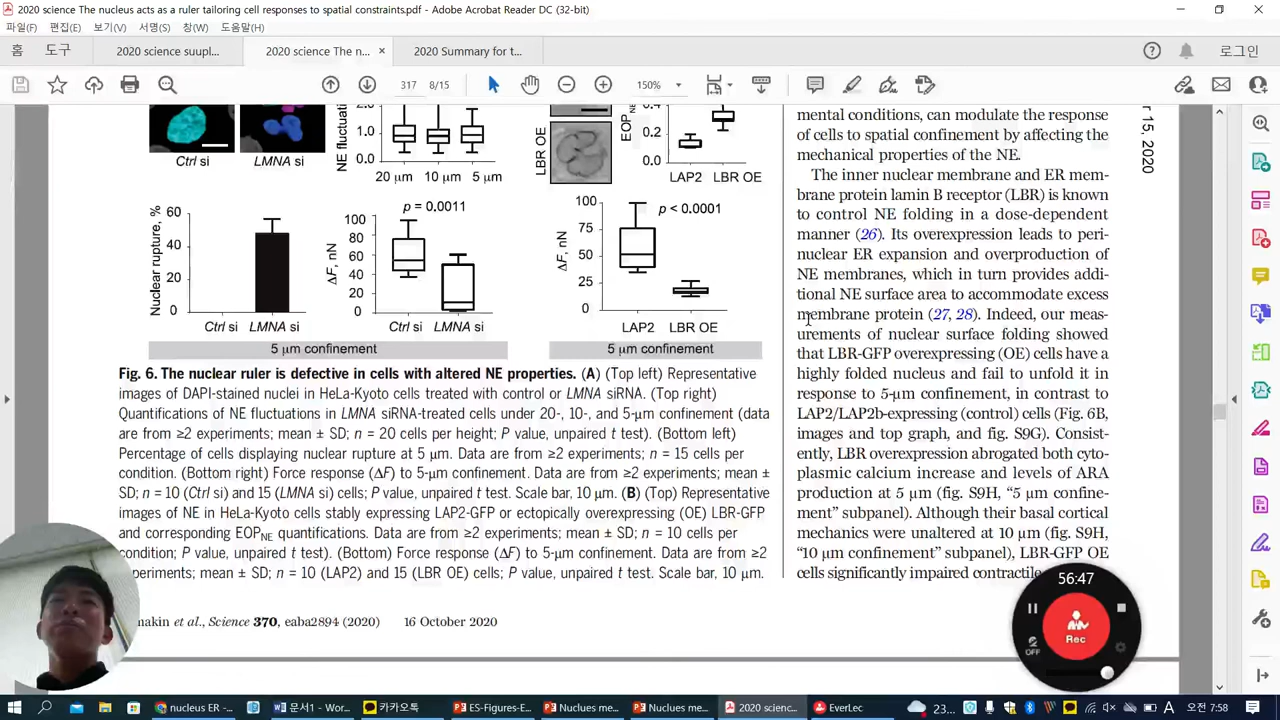 2020 science The nucleus acts as a ruler tailoring cell responses to spatial constraints.pdf - Adobe Acrobat Reader DC (32-bit)
파일(F) 편집(E) 보기(V) 서명(S) 창(W) 도움말(H)
홈 도구 2020 science suupl... 2020 science The n... × 2020 Summary for t... 로그인
317 8/15 150%
Ctrl si LMNA si
NE fluctuation
2.0
1.0
0.0
20 µm 10 µm 5 µm
LBR OE
EOPNE
0.4
0.2
0.0
LAP2 LBR OE
Nuclear rupture, %
60
40
20
0
Ctrl si LMNA si
p = 0.0011
ΔF, nN
100
80
60
40
20
0
Ctrl si LMNA si
5 µm confinement
p < 0.0001
ΔF, nN
100
75
50
25
0
LAP2 LBR OE
5 µm confinement
Fig. 6. The nuclear ruler is defective in cells with altered NE properties. (A) (Top left) Representative
images of DAPI-stained nuclei in HeLa-Kyoto cells treated with control or LMNA siRNA. (Top right)
Quantifications of NE fluctuations in LMNA siRNA-treated cells under 20-, 10-, and 5-µm confinement (data
are from ≥2 experiments; mean ± SD; n = 20 cells per height; P value, unpaired t test). (Bottom left)
Percentage of cells displaying nuclear rupture at 5 µm. Data are from ≥2 experiments; n = 15 cells per
condition. (Bottom right) Force response (ΔF) to 5-µm confinement. Data are from ≥2 experiments; mean ±
SD; n = 10 (Ctrl si) and 15 (LMNA si) cells; P value, unpaired t test. Scale bar, 10 µm. (B) (Top) Representative
images of NE in HeLa-Kyoto cells stably expressing LAP2-GFP or ectopically overexpressing (OE) LBR-GFP
and corresponding EOPNE quantifications. Data are from ≥2 experiments; mean ± SD; n = 10 cells per
condition; P value, unpaired t test). (Bottom) Force response (ΔF) to 5-µm confinement. Data are from ≥2
periments; mean ± SD; n = 10 (LAP2) and 15 (LBR OE) cells; P value, unpaired t test. Scale bar, 10 µm.
makin et al., Science 370, eaba2894 (2020) 16 October 2020
mental conditions, can modulate the response
of cells to spatial confinement by affecting the
mechanical properties of the NE.
The inner nuclear membrane and ER mem-
brane protein lamin B receptor (LBR) is known
to control NE folding in a dose-dependent
manner (26). Its overexpression leads to peri-
nuclear ER expansion and overproduction of
NE membranes, which in turn provides addi-
tional NE surface area to accommodate excess
membrane protein (27, 28). Indeed, our meas-
urements of nuclear surface folding showed
that LBR-GFP overexpressing (OE) cells have a
highly folded nucleus and fail to unfold it in
response to 5-µm confinement, in contrast to
LAP2/LAP2b-expressing (control) cells (Fig. 6B,
images and top graph, and fig. S9G). Consist-
ently, LBR overexpression abrogated both cyto-
plasmic calcium increase and levels of ARA
production at 5 µm (fig. S9H, “5 µm confine-
ment” subpanel). Although their basal cortical
mechanics were unaltered at 10 µm (fig. S9H,
“10 µm confinement” subpanel), LBR-GFP OE
cells significantly impaired contractile
r 15, 2020
56:47
Rec
OFF
nucleus ER -... 문서1 - Wor... 카카오톡 ES-Figures-E... Nuclues me... Nuclues me... 2020 scienc... EverLec 23... A 오전 7:58